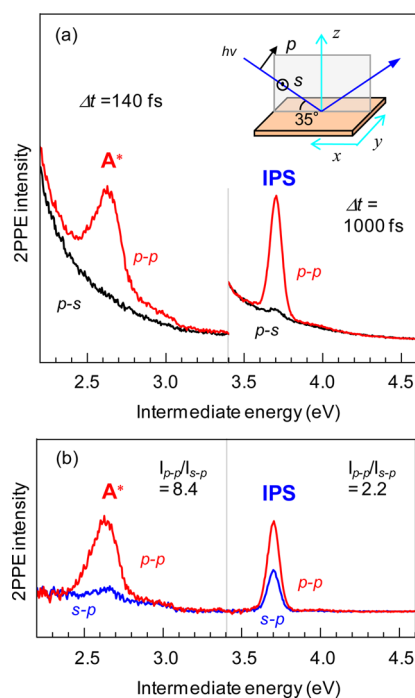 (a)
hν
p
s
z
35°
x
y
Δt =140 fs
A*
IPS
Δt =
1000 fs
p-p
p-p
p-s
p-s
2PPE intensity
2.5
3.0
3.5
4.0
4.5
Intermediate energy (eV)
(b)
Ip-p/Is-p
= 8.4
Ip-p/Is-p
= 2.2
A*
IPS
p-p
p-p
s-p
s-p
2PPE intensity
2.5
3.0
3.5
4.0
4.5
Intermediate energy (eV)